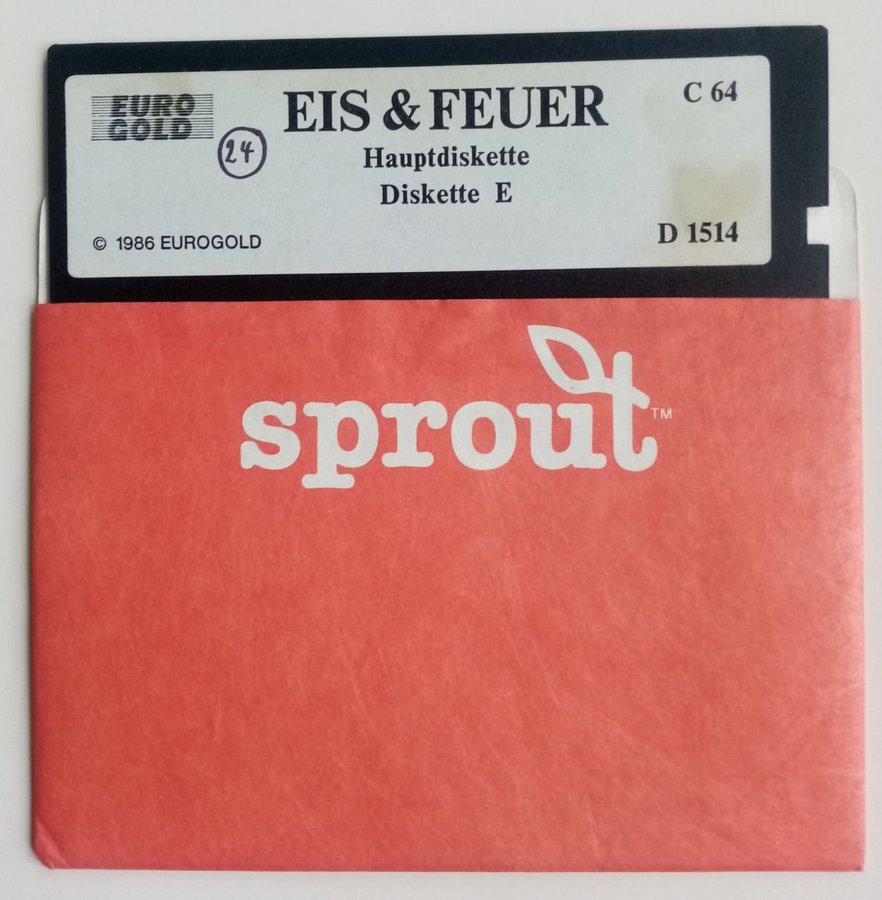 EURO
GOLD
24
EIS & FEUER
C 64
Hauptdiskette
Diskette E
© 1986 EUROGOLD
D 1514
sprout™